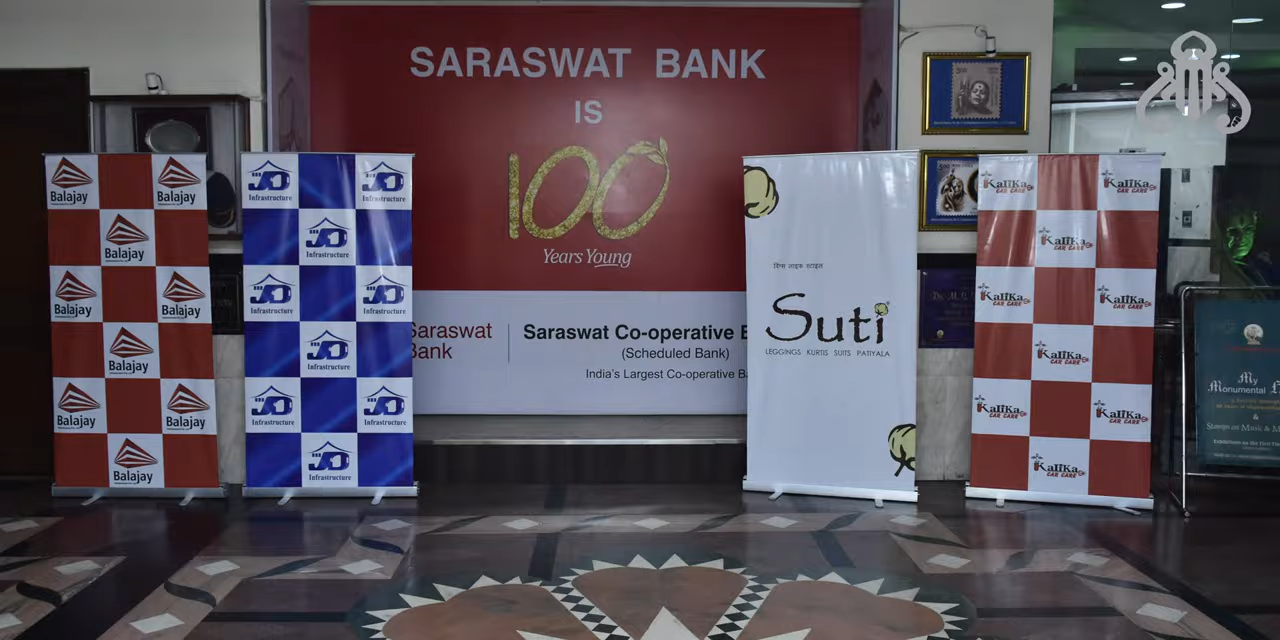 SARASWAT BANK
IS
100
Years Young
Saraswat
Bank
Saraswat Co-operative B
(Scheduled Bank)
India's Largest Co-operative Ba
Balajay
Balajay
Balajay
Balajay
Balajay
Balajay
Balajay
Balajay
Balajay
JD
Infrastructure
JD
Infrastructure
JD
Infrastructure
JD
Infrastructure
JD
Infrastructure
JD
Infrastructure
JD
Infrastructure
JD
Infrastructure
JD
Infrastructure
Suti
LEGGINGS KURTIS SUITS PATIYALA
KaliKa
CAR CARE
KaliKa
CAR CARE
KaliKa
CAR CARE
KaliKa
CAR CARE
KaliKa
CAR CARE
KaliKa
CAR CARE
KaliKa
CAR CARE
KaliKa
CAR CARE
KaliKa
CAR CARE
My
Monumental
&
Stamps on Music & M